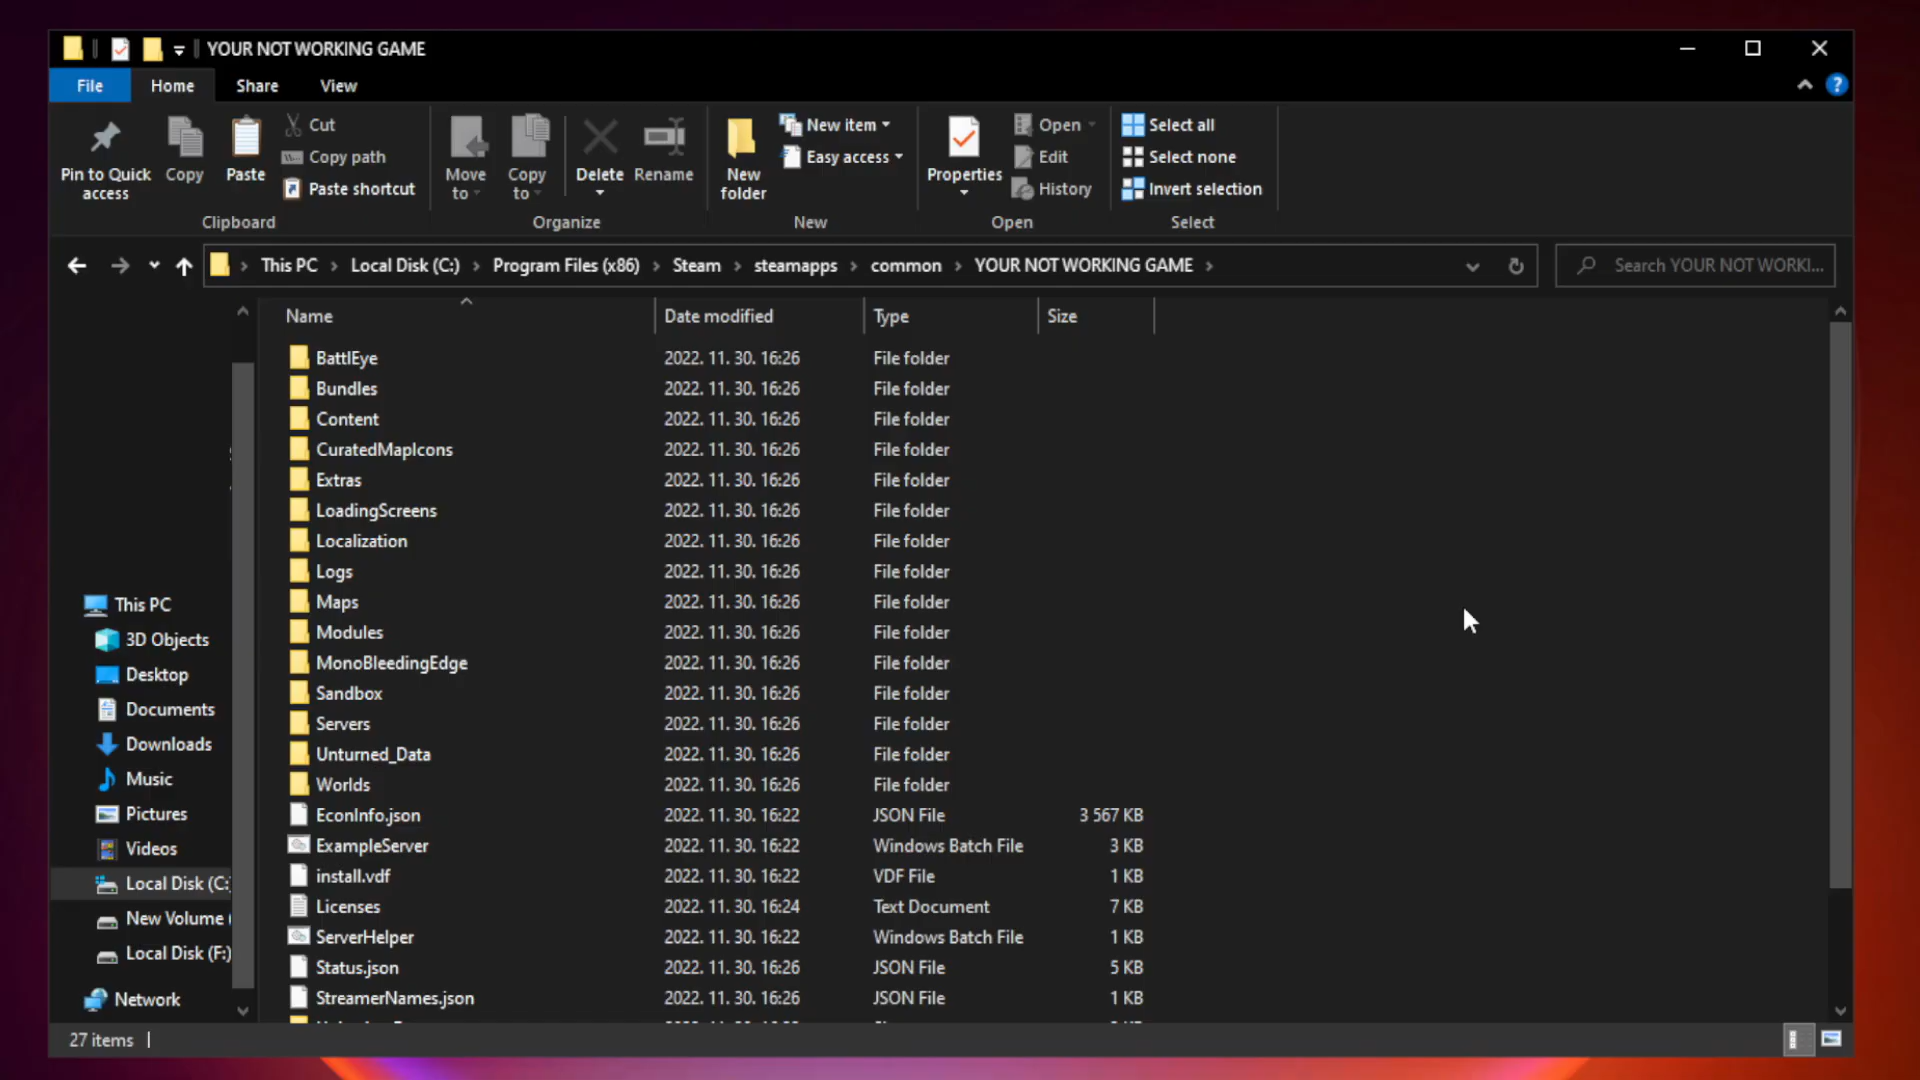 YOUR NOT WORKING GAME
File Home Share View
Pin to Quick access
Copy
Paste
Cut
Copy path
Paste shortcut
Clipboard
Move to
Copy to
Delete
Rename
Organize
New folder
New item
Easy access
New
Properties
Open
Edit
History
Open
Select all
Select none
Invert selection
Select
This PC Local Disk (C:) Program Files (x86) Steam steamapps common YOUR NOT WORKING GAME
Search YOUR NOT WORKI...
This PC
3D Objects
Desktop
Documents
Downloads
Music
Pictures
Videos
Local Disk (C:
New Volume (
Local Disk (F:)
Network
Name Date modified Type Size
BattlEye 2022. 11. 30. 16:26 File folder
Bundles 2022. 11. 30. 16:26 File folder
Content 2022. 11. 30. 16:26 File folder
CuratedMapIcons 2022. 11. 30. 16:26 File folder
Extras 2022. 11. 30. 16:26 File folder
LoadingScreens 2022. 11. 30. 16:26 File folder
Localization 2022. 11. 30. 16:26 File folder
Logs 2022. 11. 30. 16:26 File folder
Maps 2022. 11. 30. 16:26 File folder
Modules 2022. 11. 30. 16:26 File folder
MonoBleedingEdge 2022. 11. 30. 16:26 File folder
Sandbox 2022. 11. 30. 16:26 File folder
Servers 2022. 11. 30. 16:26 File folder
Unturned_Data 2022. 11. 30. 16:26 File folder
Worlds 2022. 11. 30. 16:26 File folder
EconInfo.json 2022. 11. 30. 16:22 JSON File 3 567 KB
ExampleServer 2022. 11. 30. 16:22 Windows Batch File 3 KB
install.vdf 2022. 11. 30. 16:22 VDF File 1 KB
Licenses 2022. 11. 30. 16:24 Text Document 7 KB
ServerHelper 2022. 11. 30. 16:22 Windows Batch File 1 KB
Status.json 2022. 11. 30. 16:26 JSON File 5 KB
StreamerNames.json 2022. 11. 30. 16:26 JSON File 1 KB
27 items